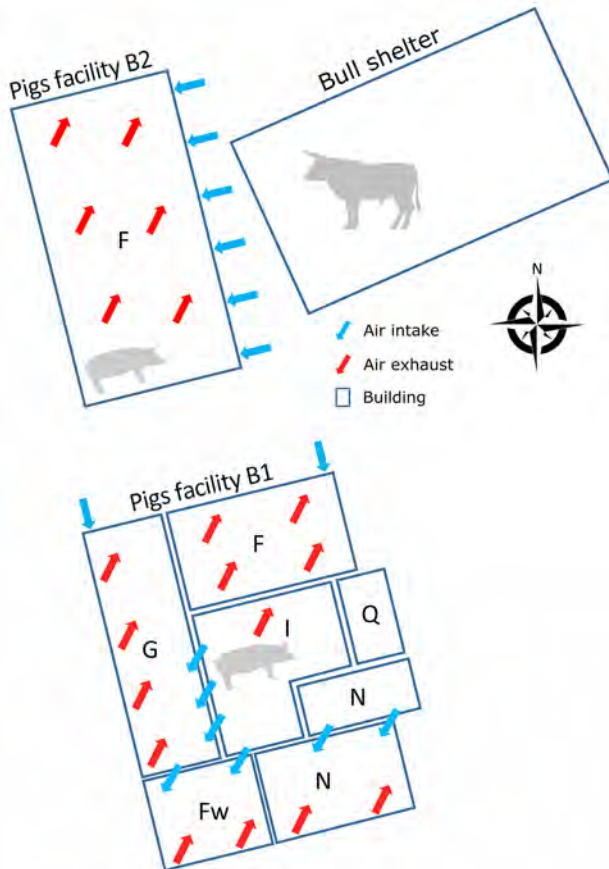 Pigs facility B2
Bull shelter
F
N
Air intake
Air exhaust
Building
Pigs facility B1
F
I
Q
G
N
N
Fw